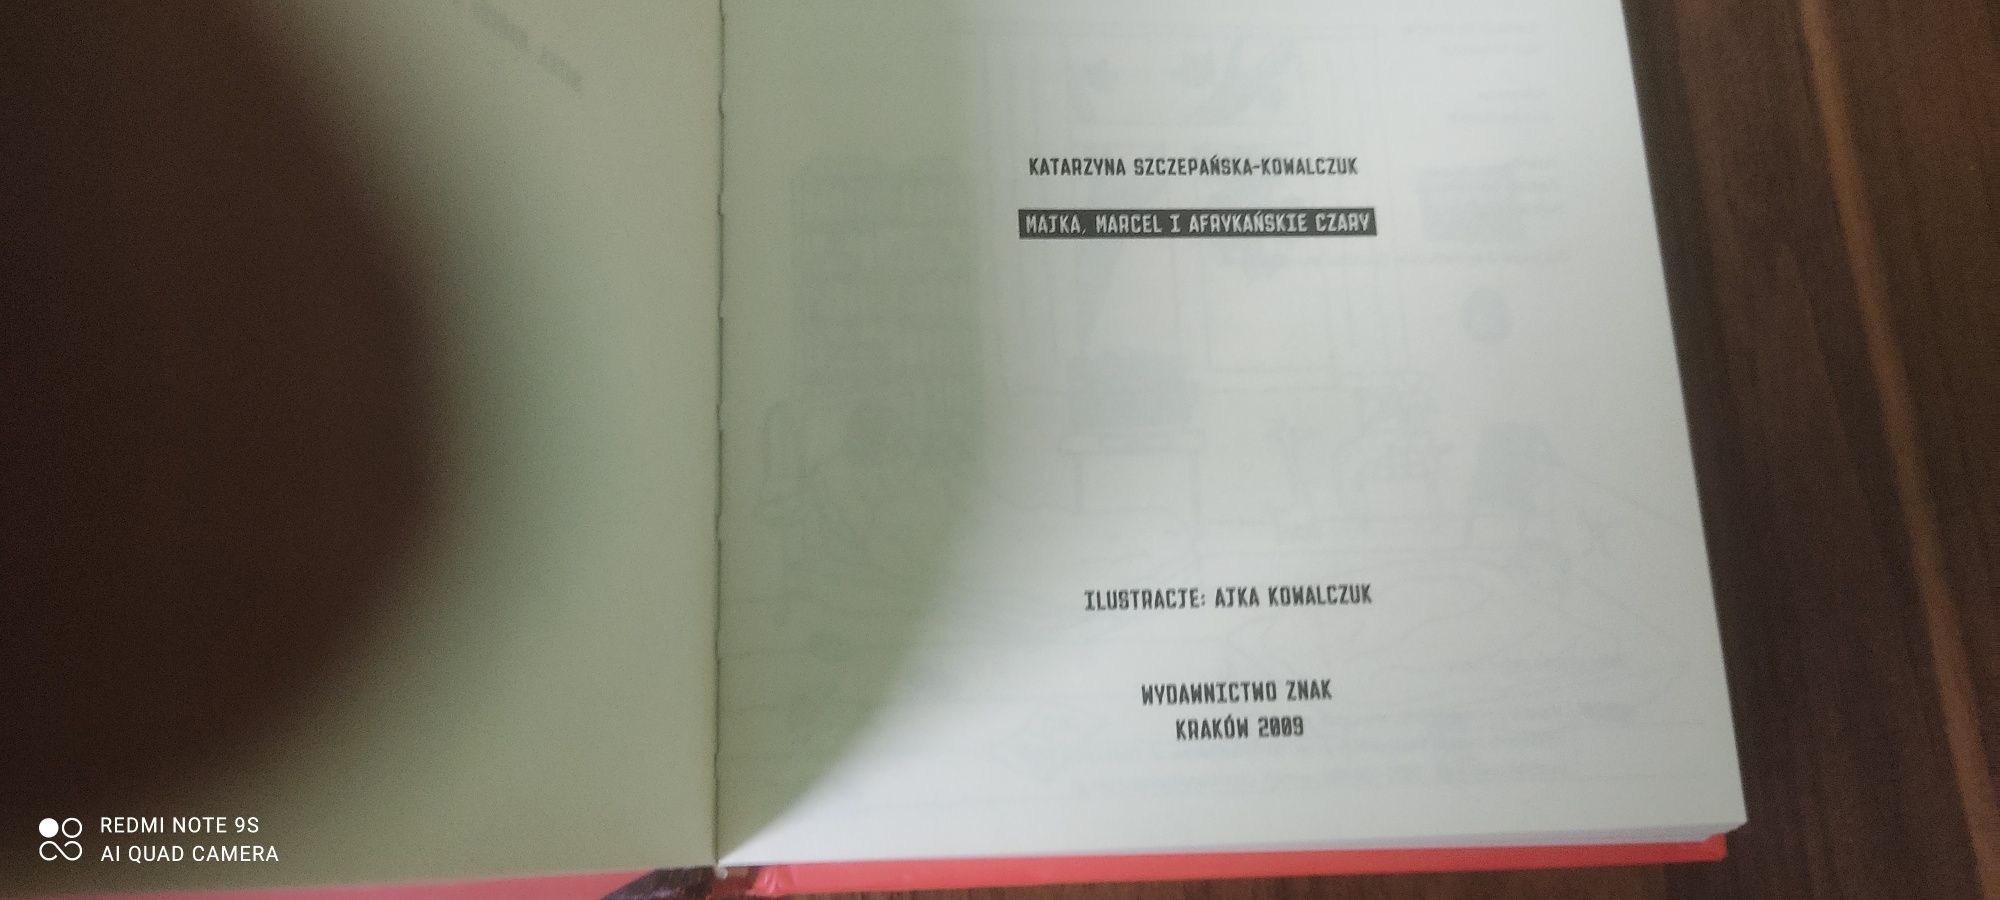 KATARZYNA SZCZEPAŃSKA-KOWALCZUK
MAJKA, MARCEL I AFRYKAŃSKIE CZARY
ILUSTRACJE: AJKA KOWALCZUK
WYDAWNICTWO ZNAK
KRAKÓW 2009
REDMI NOTE 9S
AI QUAD CAMERA